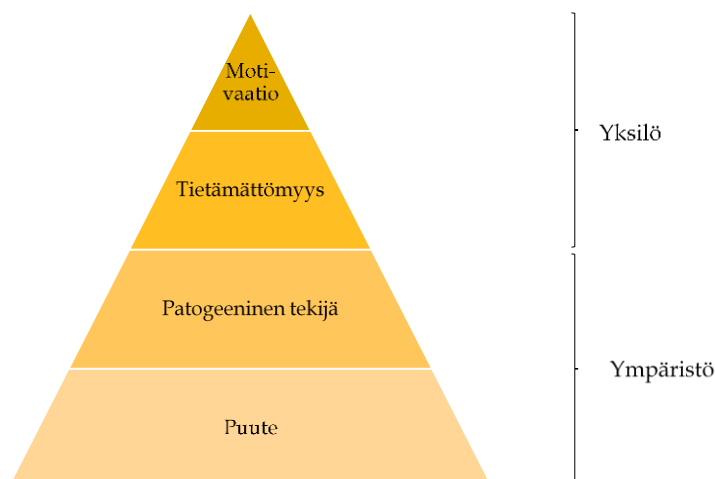 Moti-
vaatio
Yksilö
Tietämättömyys
Patogeeninen tekijä
Ympäristö
Puute